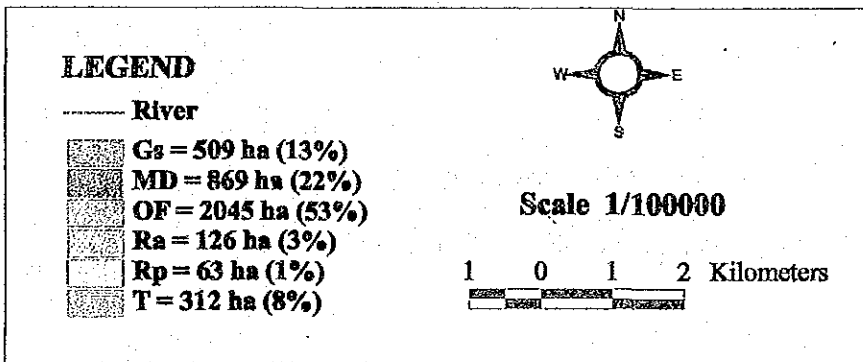 LEGEND
River
Gs = 509 ha (13%)
MD = 869 ha (22%)
OF = 2045 ha (53%)
Ra = 126 ha (3%)
Rp = 63 ha (1%)
T = 312 ha (8%)
N
W E
S
Scale 1/100000
1 0 1 2 Kilometers